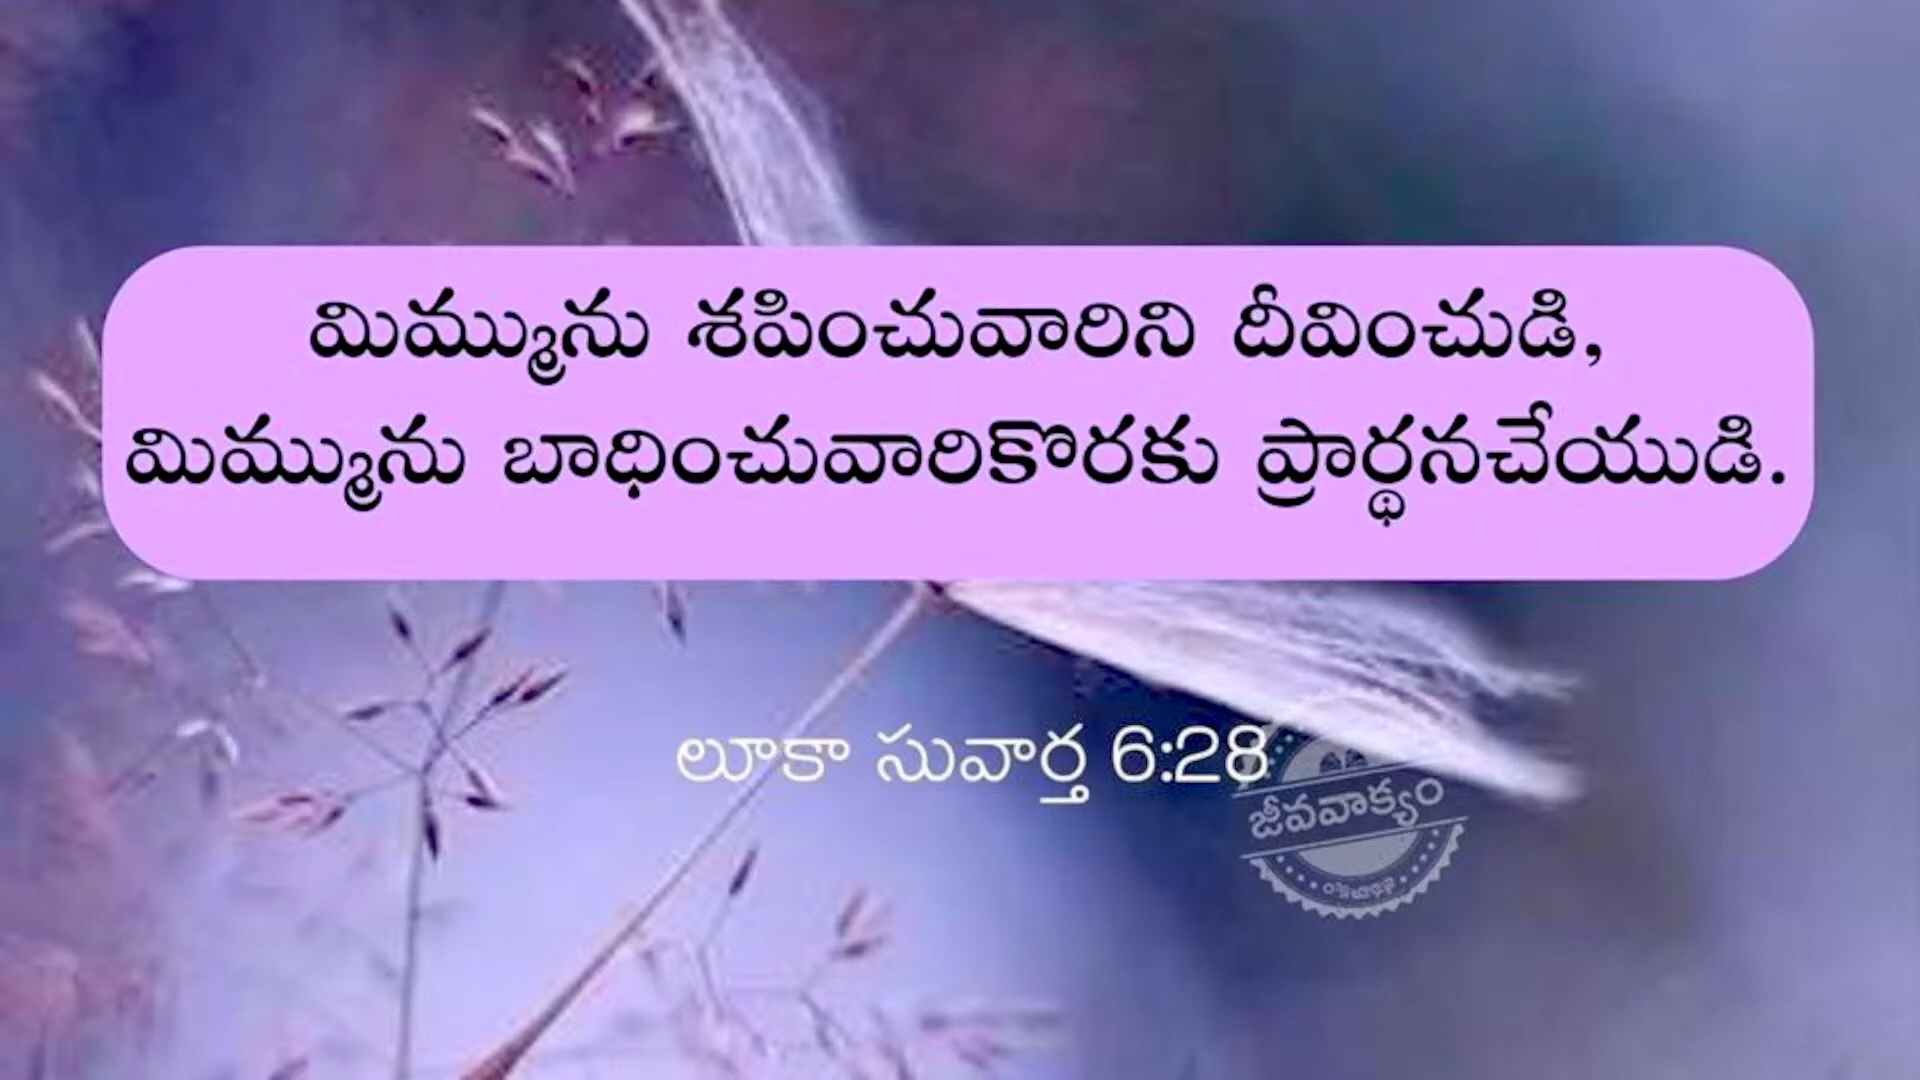 మిమ్మును శపించువారిని దీవించుడి,
మిమ్మును బాధించువారికొరకు ప్రార్థనచేయుడి.
లూకా సువార్త 6:28
జీవవాక్యం